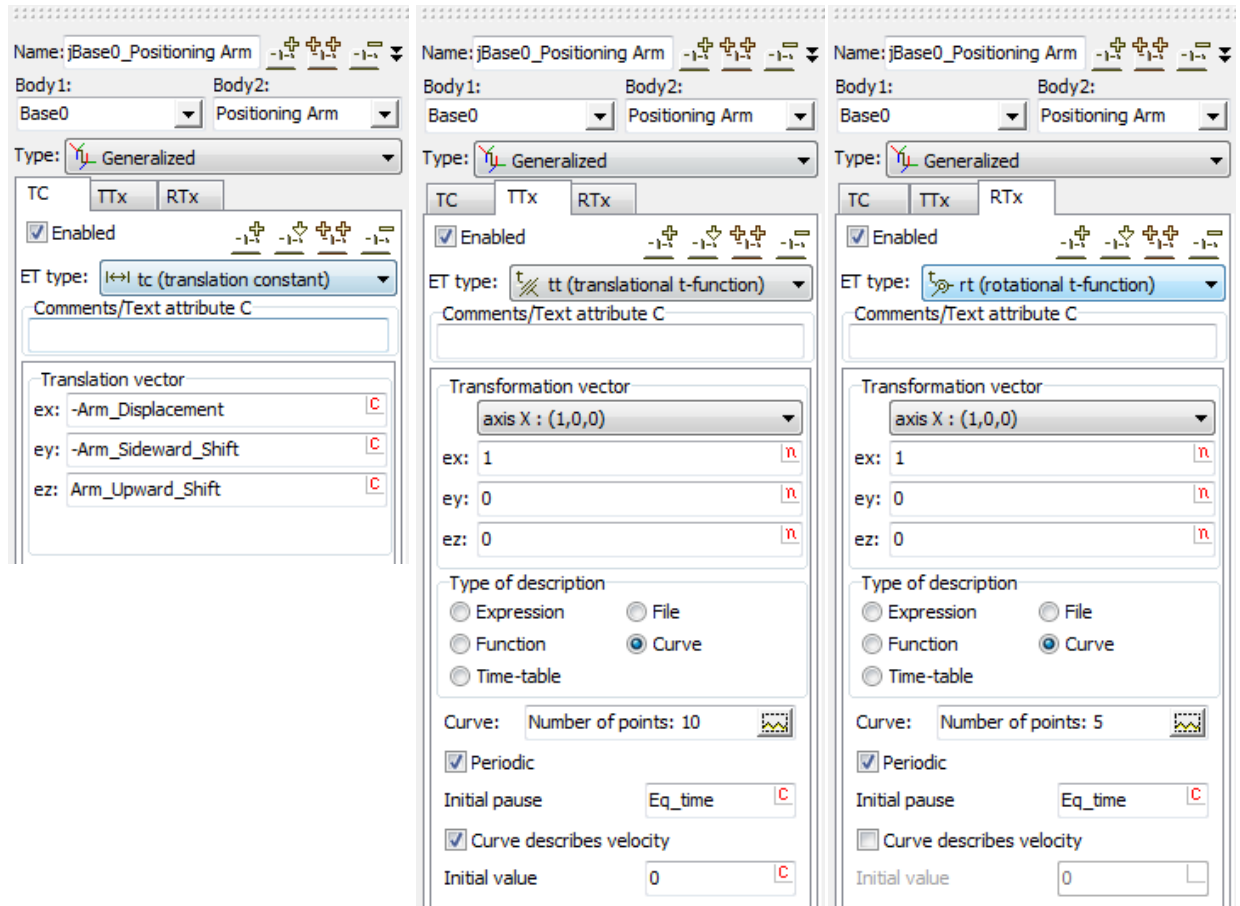 Name: jBase0_Positioning Arm
Body1: Body2:
Base0 Positioning Arm
Type: Generalized
TC TTx RTx
Enabled
ET type: tc (translation constant)
Comments/Text attribute C
Translation vector
ex: -Arm_Displacement C
ey: -Arm_Sideward_Shift C
ez: Arm_Upward_Shift C
Name: jBase0_Positioning Arm
Body1: Body2:
Base0 Positioning Arm
Type: Generalized
TC TTx RTx
Enabled
ET type: t tt (translational t-function)
Comments/Text attribute C
Transformation vector
axis X : (1,0,0)
ex: 1 n
ey: 0 n
ez: 0 n
Type of description
Expression File
Function Curve
Time-table
Curve: Number of points: 10
Periodic
Initial pause Eq_time C
Curve describes velocity
Initial value 0 C
Name: jBase0_Positioning Arm
Body1: Body2:
Base0 Positioning Arm
Type: Generalized
TC TTx RTx
Enabled
ET type: t rt (rotational t-function)
Comments/Text attribute C
Transformation vector
axis X : (1,0,0)
ex: 1 n
ey: 0 n
ez: 0 n
Type of description
Expression File
Function Curve
Time-table
Curve: Number of points: 5
Periodic
Initial pause Eq_time C
Curve describes velocity
Initial value 0